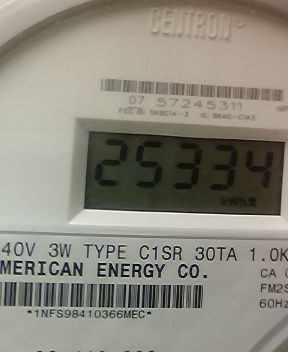 CENTRON®
07 57245311
25334
kWh
40V 3W TYPE C1SR 30TA 1.0K
MERICAN ENERGY CO.
CA
FM2S
60Hz
*1NFS98410366MEC*